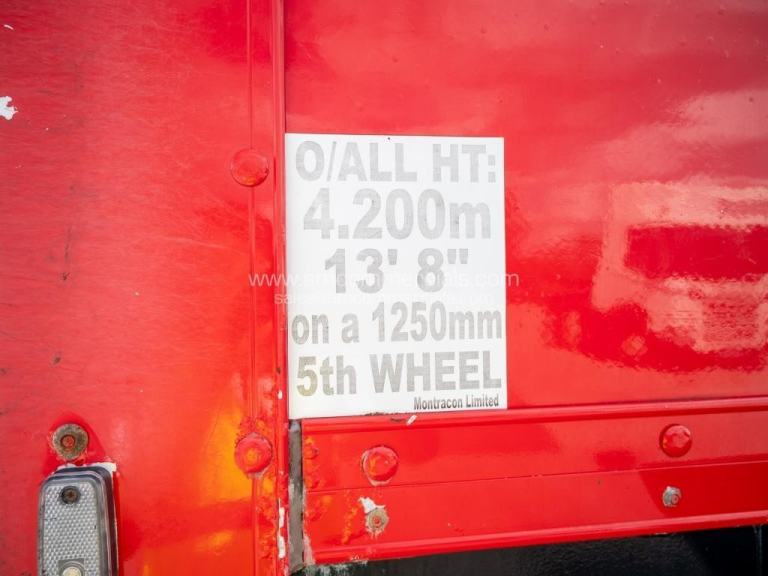 O/ALL HT:
4.200m
13' 8"
on a 1250mm
5th WHEEL
Montracon Limited